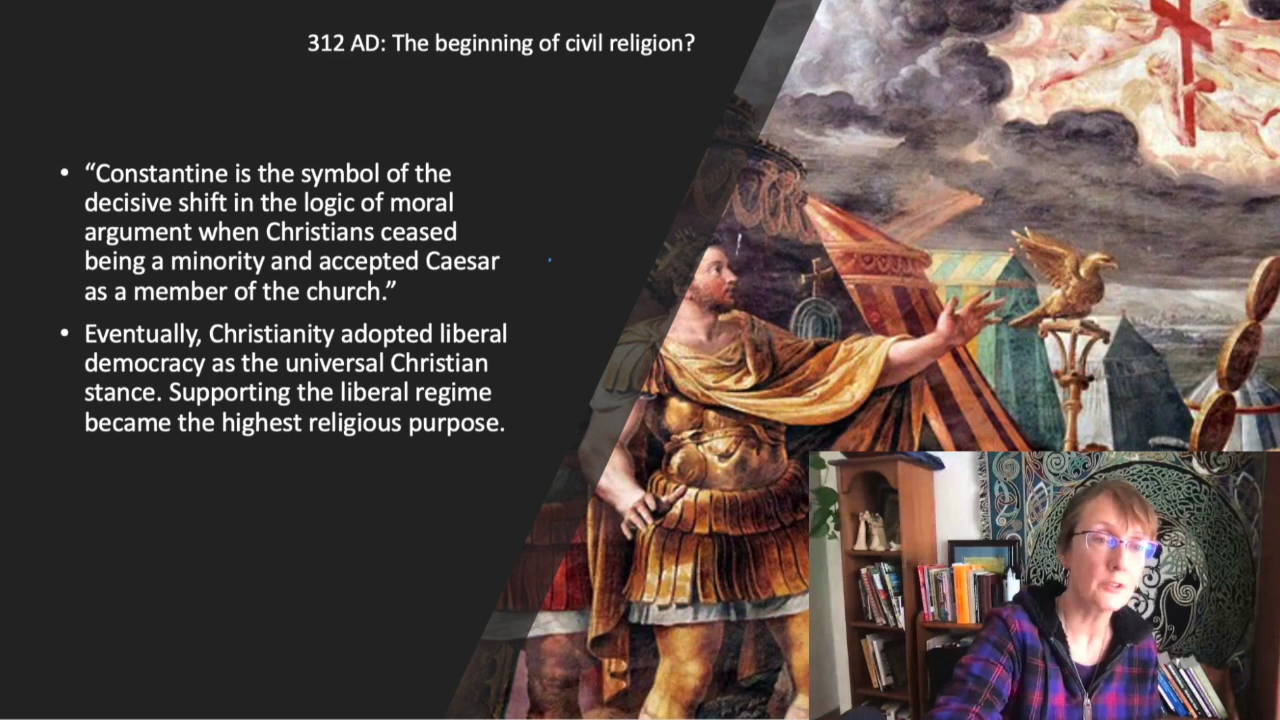 312 AD: The beginning of civil religion?
• “Constantine is the symbol of the
decisive shift in the logic of moral
argument when Christians ceased
being a minority and accepted Caesar
as a member of the church.”
• Eventually, Christianity adopted liberal
democracy as the universal Christian
stance. Supporting the liberal regime
became the highest religious purpose.